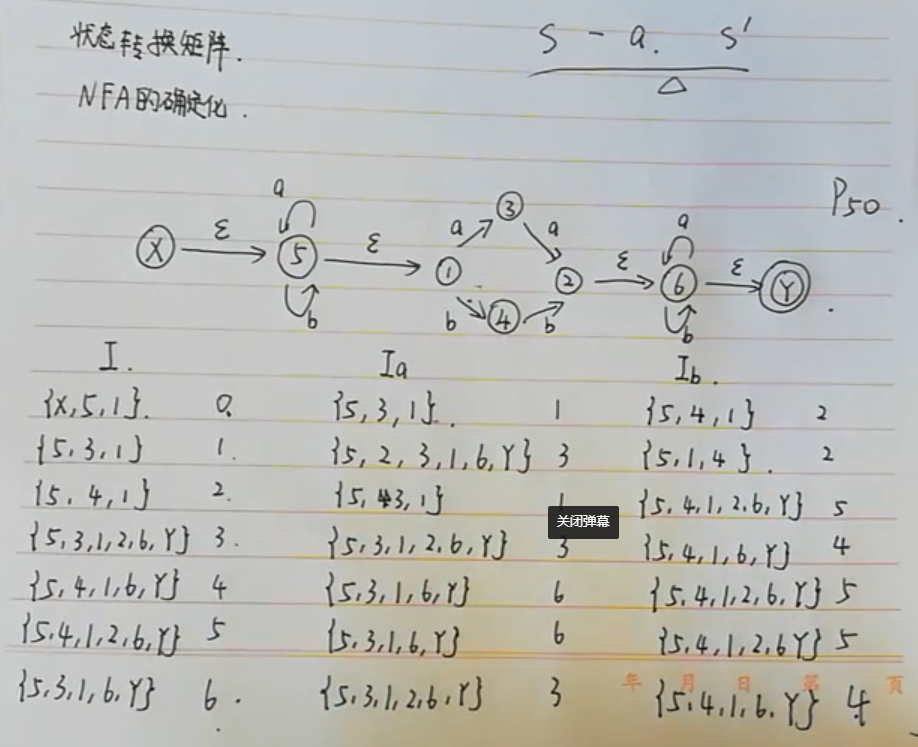 状态转换矩阵.
S - a. S'
△
NFA的确定化.
P50.
X ε 5 ε 1 a 3 a 2 ε 6 ε Y
a b b 4 b a b
I. Ia Ib.
{X,5,1}. 0. {5,3,1}. 1 {5,4,1} 2
{5,3,1} 1. {5,2,3,1,6,Y} 3 {5,1,4}. 2
{5,4,1} 2. {5,3,1} 1 {5,4,1,2,6,Y} 5
关闭弹幕
{5,3,1,2,6,Y} 3. {5,3,1,2,6,Y} 3 {5,4,1,6,Y} 4
{5,4,1,6,Y} 4 {5,3,1,6,Y} 6 {5,4,1,2,6,Y} 5
{5,4,1,2,6,Y} 5 {5,3,1,6,Y} 6 {5,4,1,2,6Y} 5
年 月 日 第 页
{5,3,1,6,Y} 6. {5,3,1,2,6,Y} 3 {5,4,1,6,Y} 4